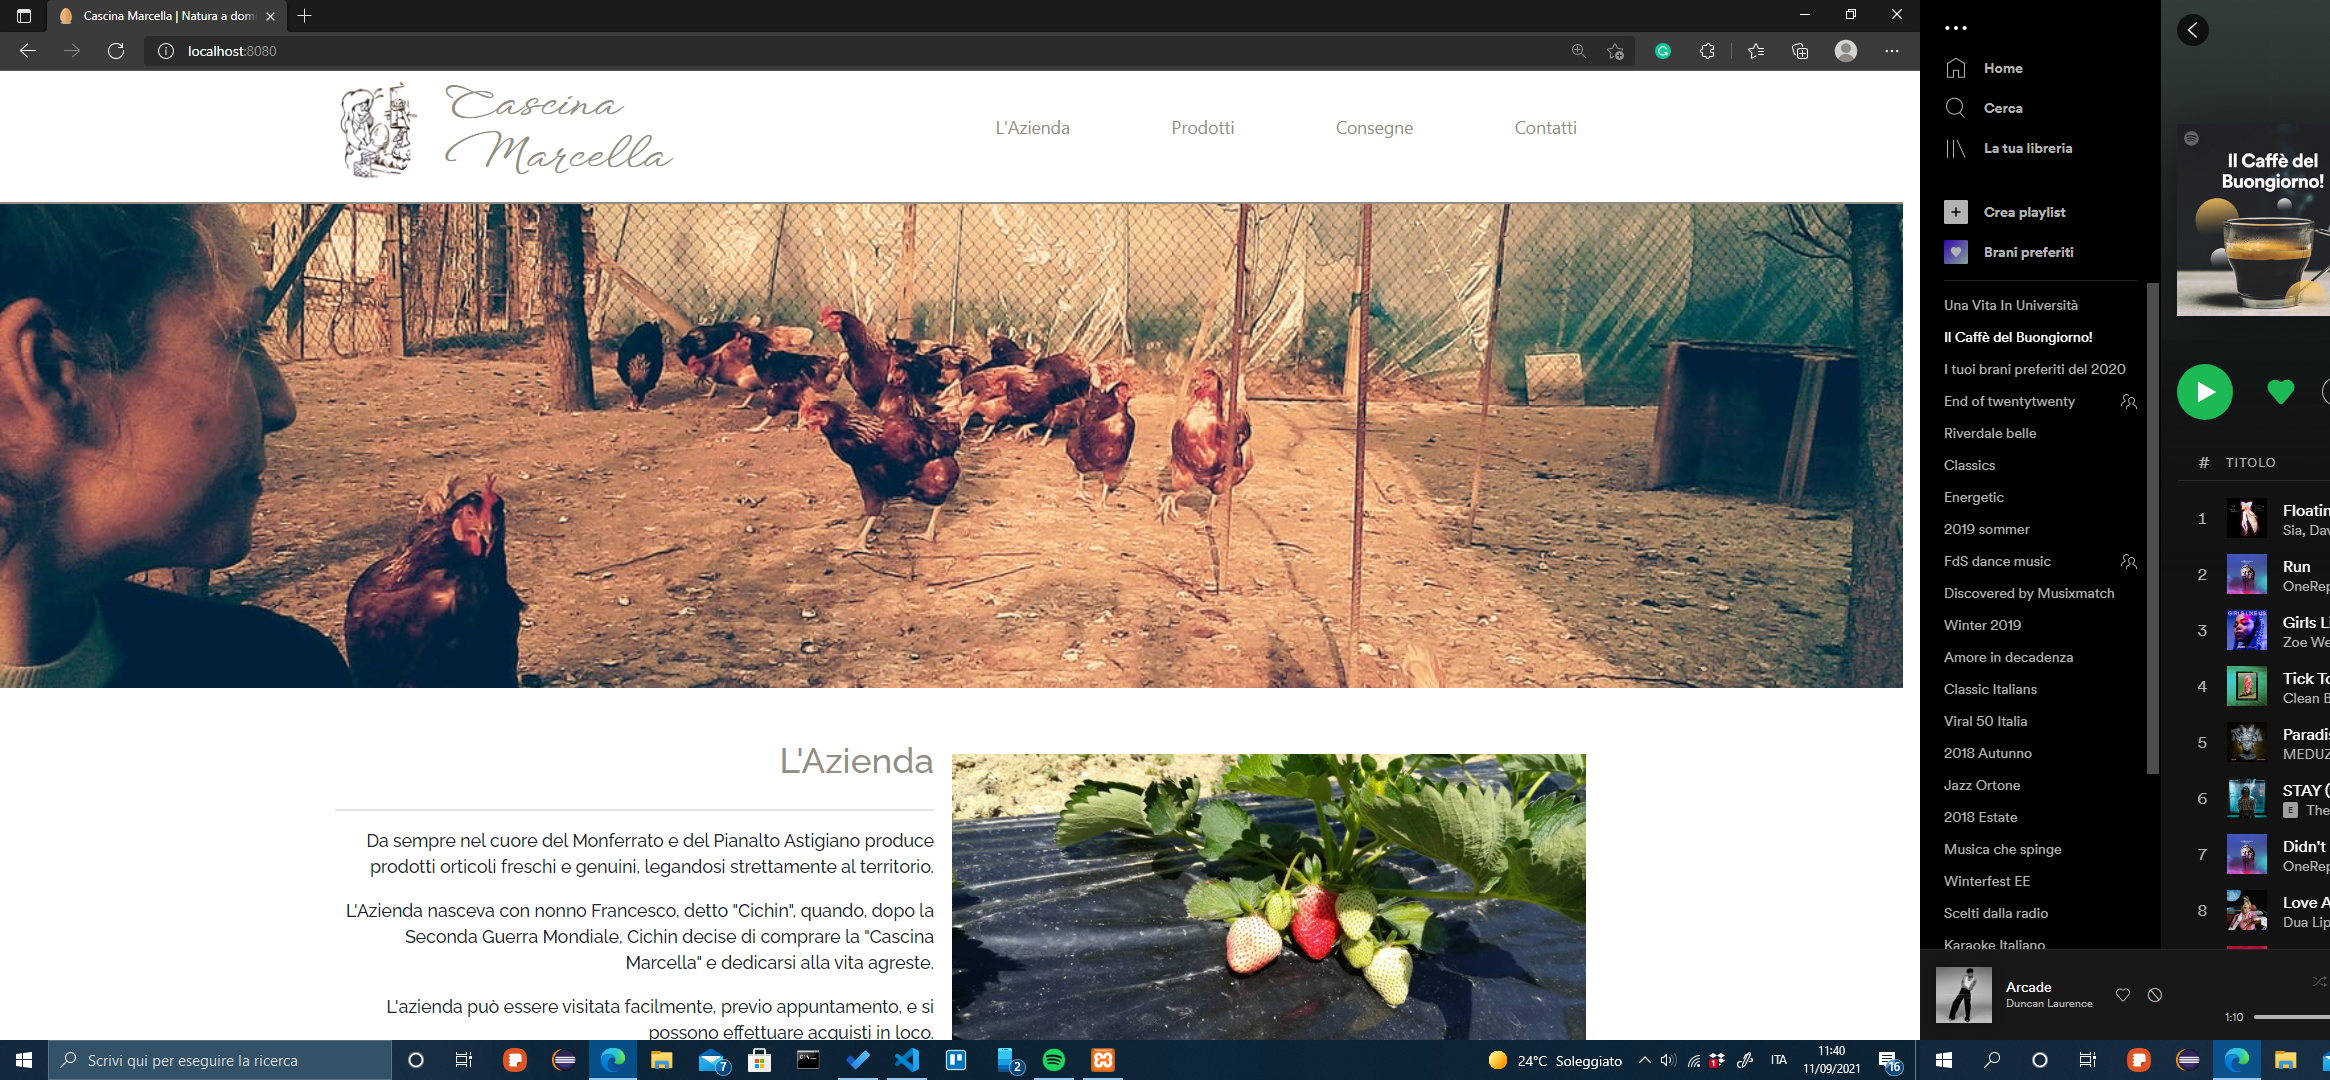 Cascina Marcella | Natura a dom
localhost:8080
Cascina
Marcella
L'Azienda
Prodotti
Consegne
Contatti
L'Azienda
Da sempre nel cuore del Monferrato e del Pianalto Astigiano produce
prodotti orticoli freschi e genuini, legandosi strettamente al territorio.
L'Azienda nasceva con nonno Francesco, detto "Cichin", quando, dopo la
Seconda Guerra Mondiale, Cichin decise di comprare la "Cascina
Marcella" e dedicarsi alla vita agreste.
L'azienda può essere visitata facilmente, previo appuntamento, e si
possono effettuare acquisti in loco.
Scrivi qui per eseguire la ricerca
7
2
24°C Soleggiato
1
ITA
11:40
11/09/2021
16
Home
Cerca
La tua libreria
Crea playlist
Brani preferiti
Una Vita In Università
Il Caffè del Buongiorno!
I tuoi brani preferiti del 2020
End of twentytwenty
Riverdale belle
Classics
Energetic
2019 sommer
FdS dance music
Discovered by Musixmatch
Winter 2019
Amore in decadenza
Classic Italians
Viral 50 Italia
2018 Autunno
Jazz Ortone
2018 Estate
Musica che spinge
Winterfest EE
Scelti dalla radio
Karaoke Italiano
Il Caffè del
Buongiorno!
# TITOLO
1 Floatin
Sia, Dav
2 Run
OneRep
3 Girls Li
Zoe We
4 Tick To
Clean B
5 Paradis
MEDUZ
6 STAY (
E The
7 Didn't
OneRep
8 Love A
Dua Lip
Arcade
Duncan Laurence
1:10